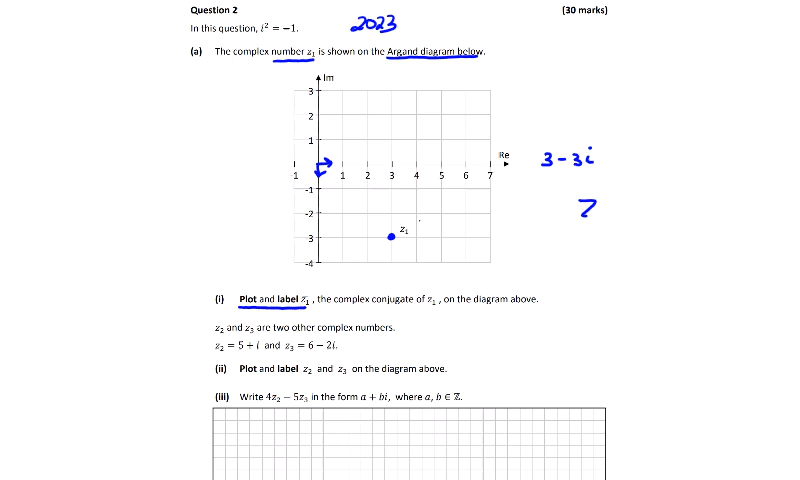 Question 2
(30 marks)
In this question, i² = −1.
2023
(a) The complex number z₁ is shown on the Argand diagram below.
Im
3
2
1
Re
1 1 2 3 4 5 6 7
-1
-2
z₁
3
-4
3 - 3i
Z
(i) Plot and label z̄₁ , the complex conjugate of z₁ , on the diagram above.
z₂ and z₃ are two other complex numbers.
z₂ = 5 + i and z₃ = 6 − 2i.
(ii) Plot and label z₂ and z₃ on the diagram above.
(iii) Write 4z₂ − 5z₃ in the form a + bi, where a, b ∈ ℤ.